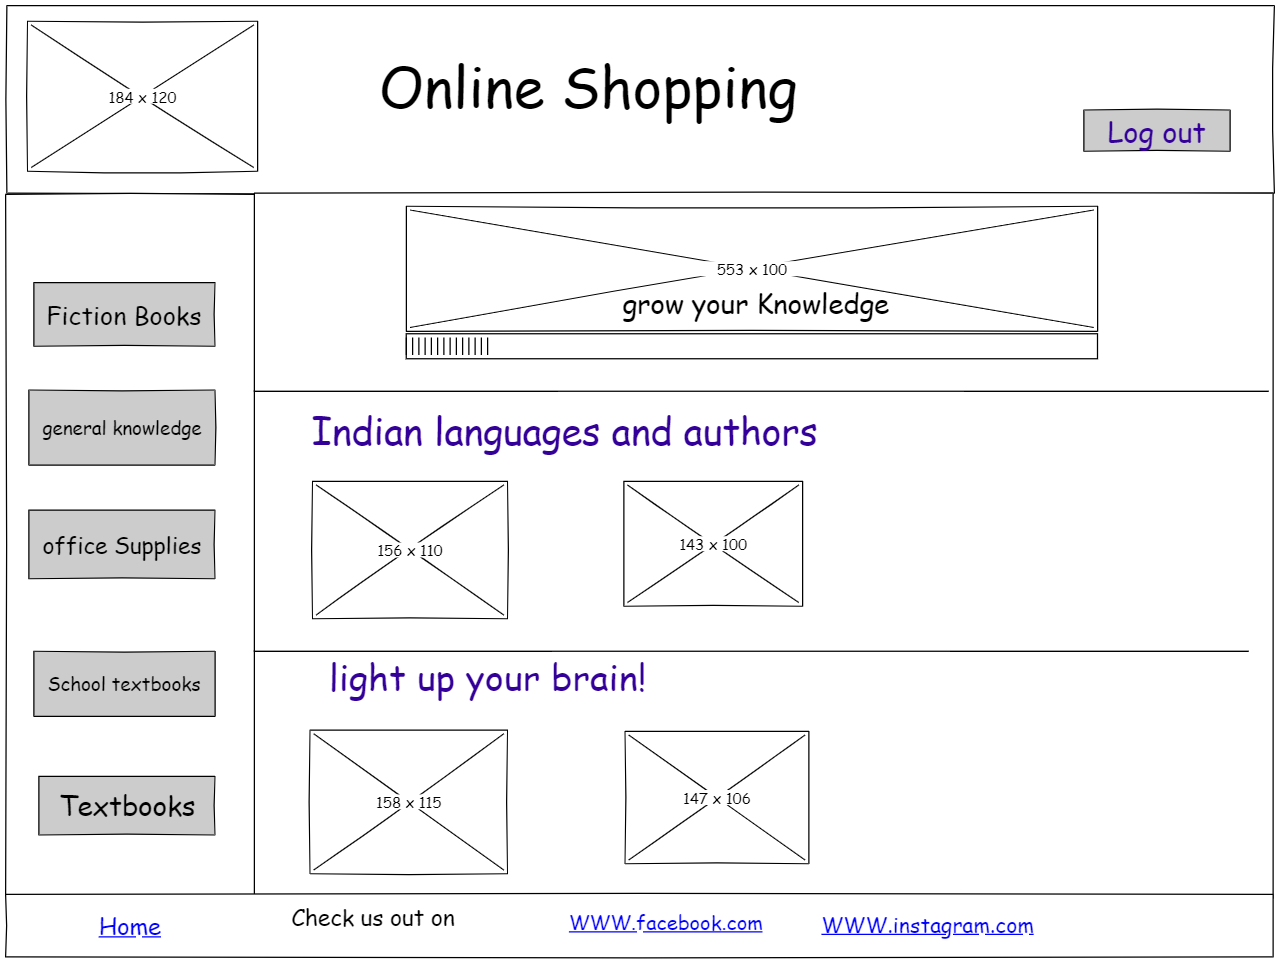 184 x 120
Online Shopping
Log out
553 x 100
grow your Knowledge
Fiction Books
general knowledge
office Supplies
School textbooks
Textbooks
Indian languages and authors
156 x 110
143 x 100
light up your brain!
158 x 115
147 x 106
Home
Check us out on
WWW.facebook.com
WWW.instagram.com